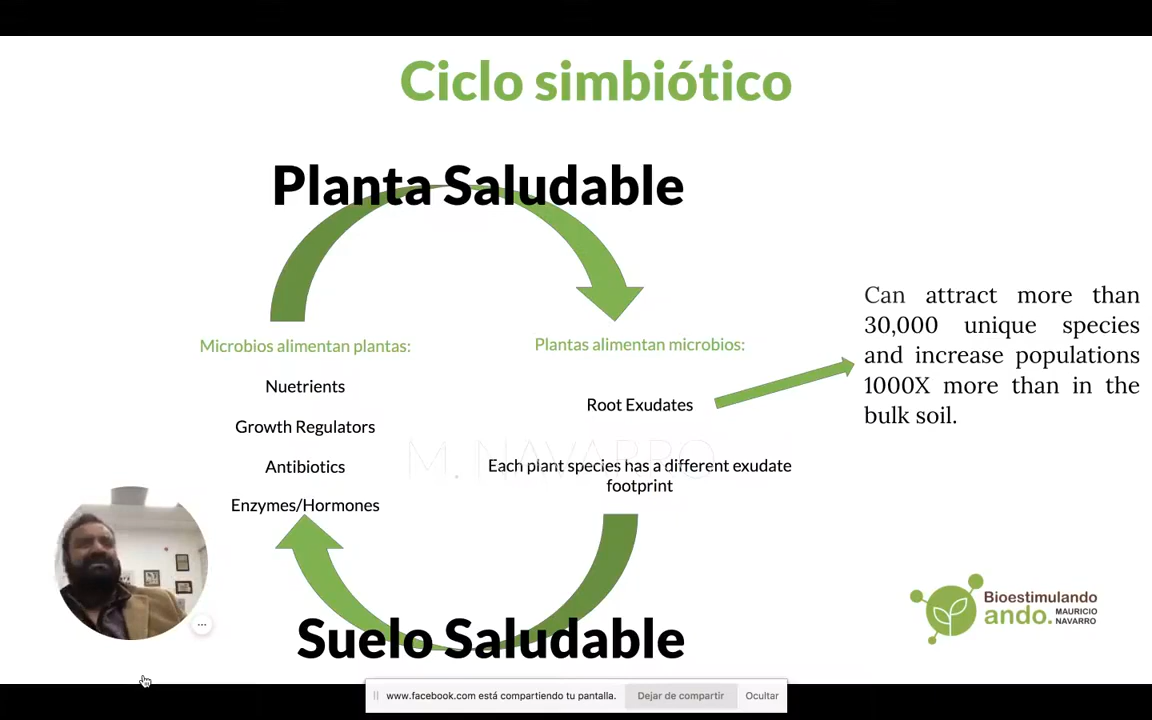 Ciclo simbiótico
Planta Saludable
Microbios alimentan plantas:
Nuetrients
Growth Regulators
Antibiotics
Enzymes/Hormones
Plantas alimentan microbios:
Root Exudates
Each plant species has a different exudate
footprint
Can attract more than
30,000 unique species
and increase populations
1000X more than in the
bulk soil.
M. NAVARRO
Suelo Saludable
Bioestimulando
ando. MAURICIO
NAVARRO
www.facebook.com está compartiendo tu pantalla.
Dejar de compartir
Ocultar